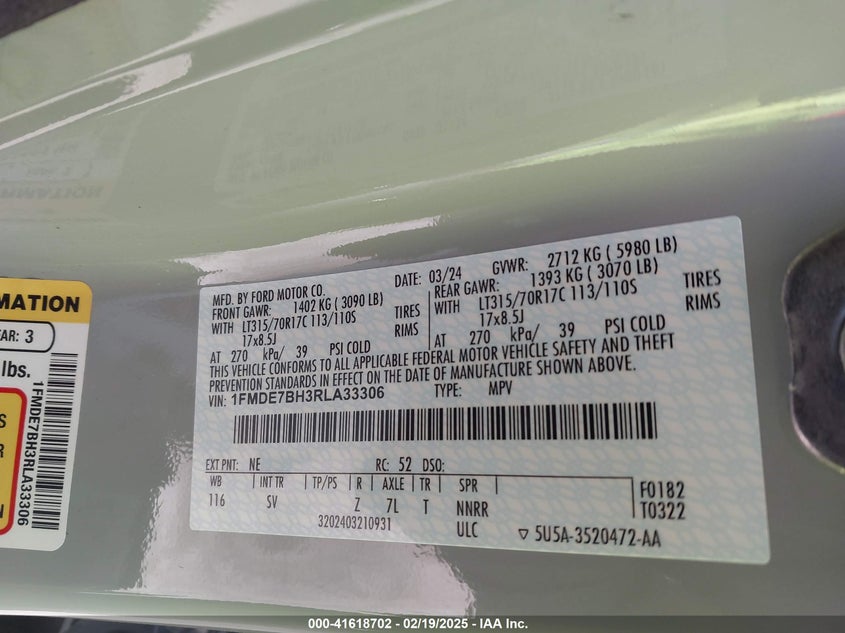 MATION
EAR: 3
lbs.
S
R
N
1FMDE7BH3RLA33306
MFD. BY FORD MOTOR CO. DATE: 03/24 GVWR: 2712 KG ( 5980 LB)
FRONT GAWR: 1402 KG ( 3090 LB) REAR GAWR: 1393 KG ( 3070 LB)
WITH LT315/70R17C 113/110S TIRES WITH LT315/70R17C 113/110S TIRES
17x8.5J RIMS 17x8.5J RIMS
AT 270 kPa/ 39 PSI COLD AT 270 kPa/ 39 PSI COLD
THIS VEHICLE CONFORMS TO ALL APPLICABLE FEDERAL MOTOR VEHICLE SAFETY AND THEFT
PREVENTION STANDARDS IN EFFECT ON THE DATE OF MANUFACTURE SHOWN ABOVE.
VIN: 1FMDE7BH3RLA33306 TYPE: MPV
EXT PNT: NE RC: 52 DSO:
WB INT TR TP/PS R AXLE TR SPR
116 SV Z 7L T NNRR
ULC
F0182
T0322
3202403210931
▽ 5U5A-3520472-AA
000-41618702 - 02/19/2025 - IAA Inc.